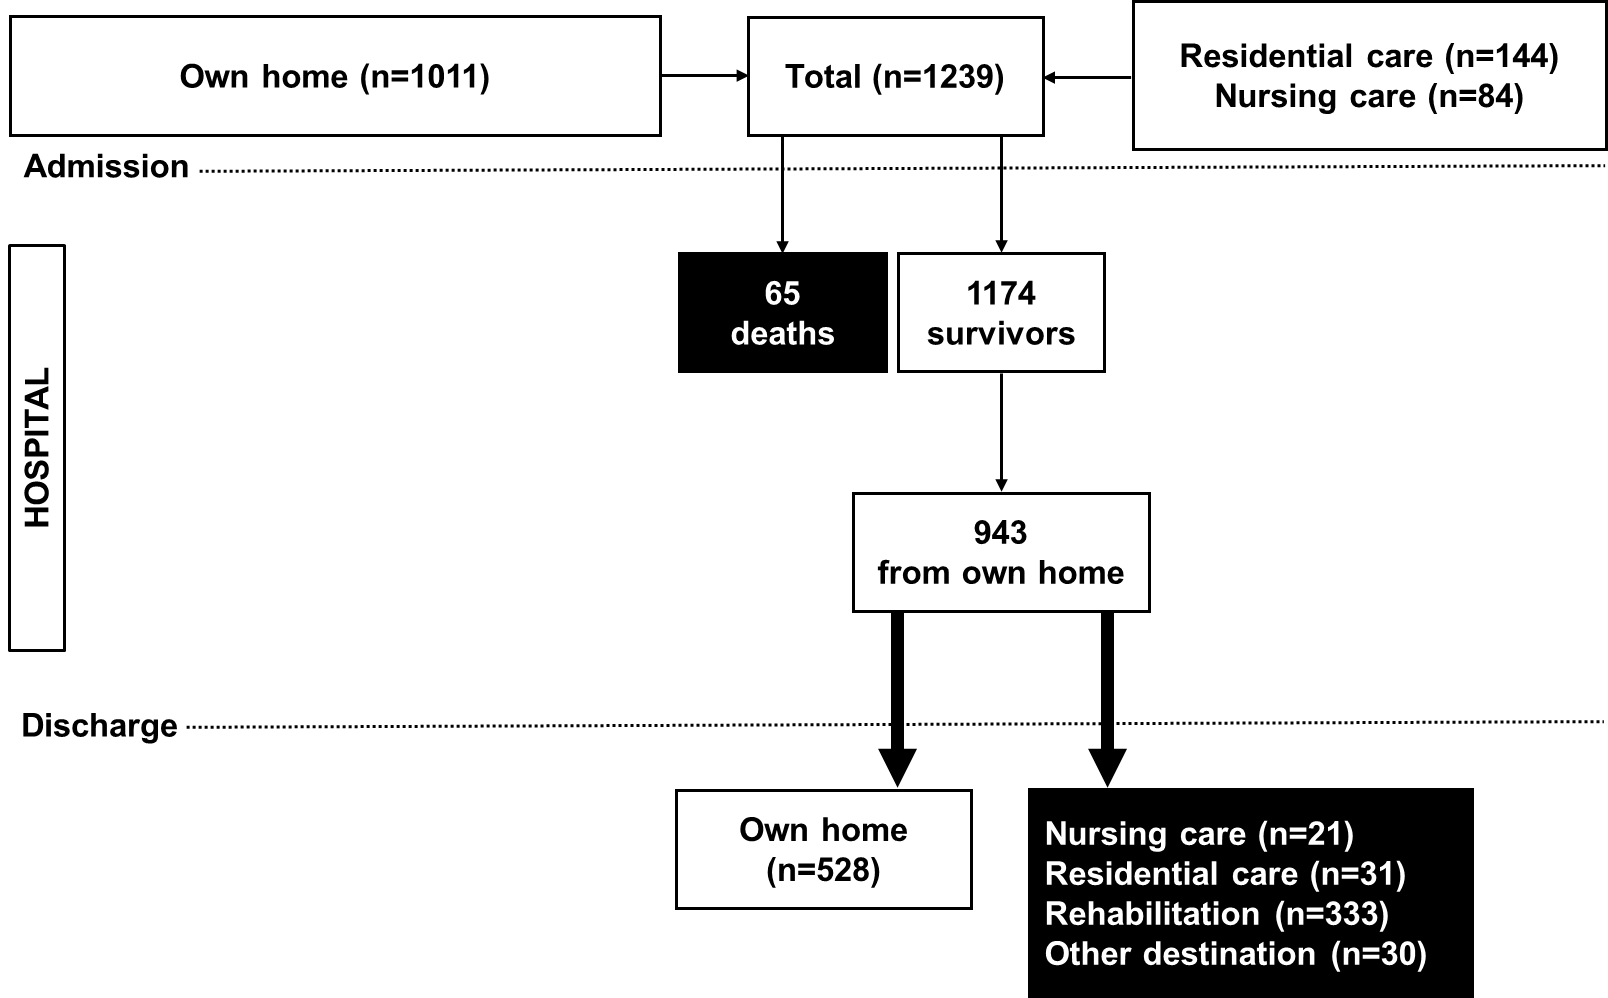 Own home (n=1011)
Total (n=1239)
Residential care (n=144)
Nursing care (n=84)
Admission
65
deaths
1174
survivors
HOSPITAL
943
from own home
Discharge
Own home
(n=528)
Nursing care (n=21)
Residential care (n=31)
Rehabilitation (n=333)
Other destination (n=30)